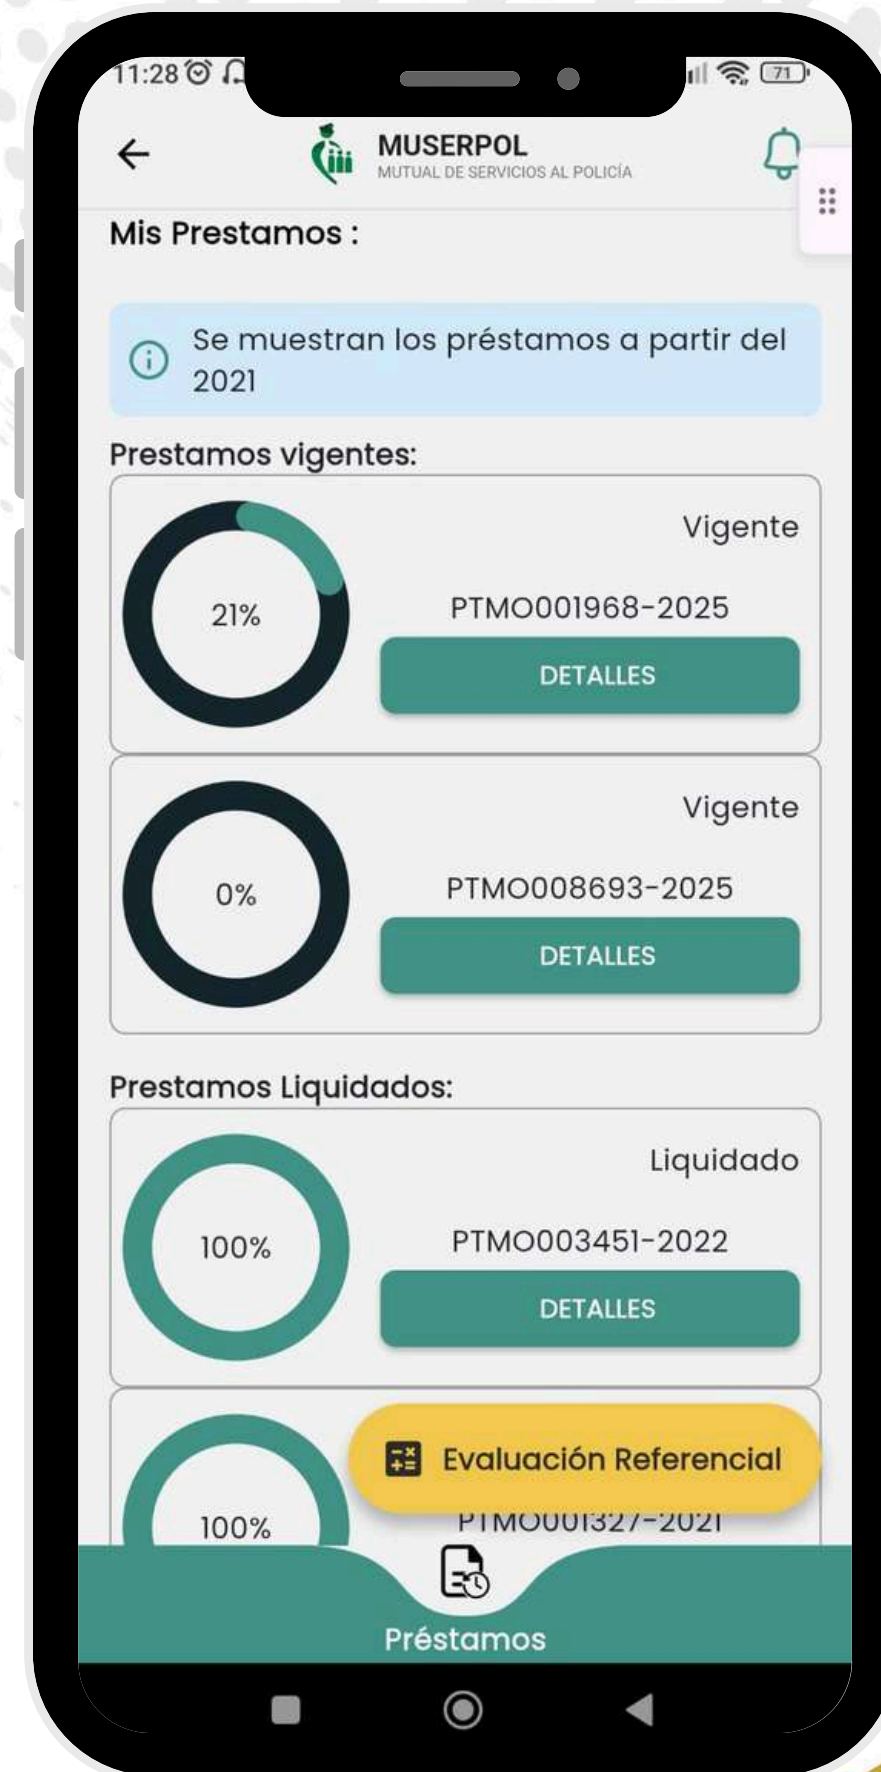 11:28
71
MUSERPOL
MUTUAL DE SERVICIOS AL POLICÍA
Mis Prestamos :
Se muestran los préstamos a partir del
2021
Prestamos vigentes:
Vigente
21%
PTMO001968-2025
DETALLES
Vigente
0%
PTMO008693-2025
DETALLES
Prestamos Liquidados:
Liquidado
100%
PTMO003451-2022
DETALLES
Evaluación Referencial
100%
PTMO001327-2021
Préstamos